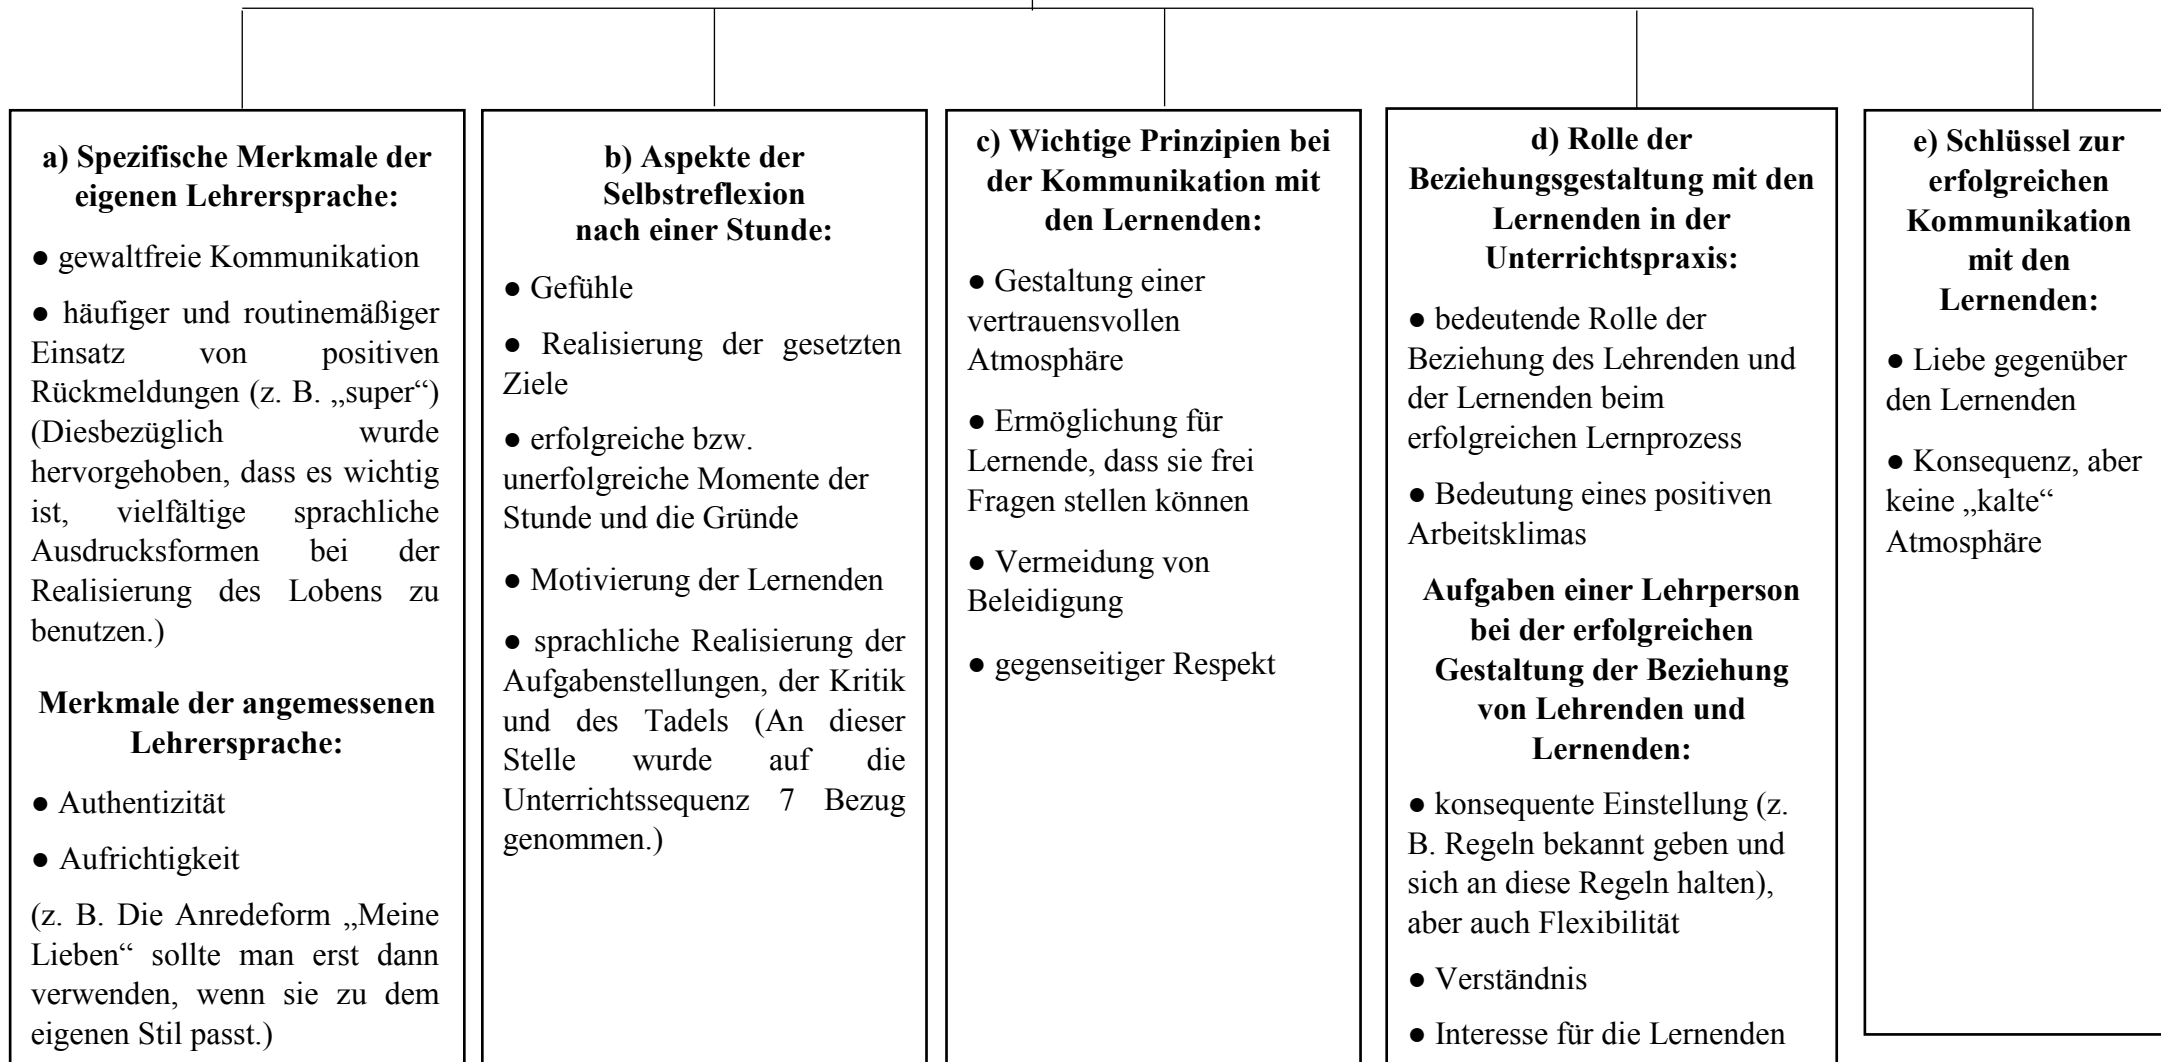 a) Spezifische Merkmale der
eigenen Lehrersprache:
● gewaltfreie Kommunikation
● häufiger und routinemäßiger
Einsatz von positiven
Rückmeldungen (z. B. „super“)
(Diesbezüglich wurde
hervorgehoben, dass es wichtig
ist, vielfältige sprachliche
Ausdrucksformen bei der
Realisierung des Lobens zu
benutzen.)
Merkmale der angemessenen
Lehrersprache:
● Authentizität
● Aufrichtigkeit
(z. B. Die Anredeform „Meine
Lieben“ sollte man erst dann
verwenden, wenn sie zu dem
eigenen Stil passt.)
b) Aspekte der
Selbstreflexion
nach einer Stunde:
● Gefühle
● Realisierung der gesetzten
Ziele
● erfolgreiche bzw.
unerfolgreiche Momente der
Stunde und die Gründe
● Motivierung der Lernenden
● sprachliche Realisierung der
Aufgabenstellungen, der Kritik
und des Tadels (An dieser
Stelle wurde auf die
Unterrichtssequenz 7 Bezug
genommen.)
c) Wichtige Prinzipien bei
der Kommunikation mit
den Lernenden:
● Gestaltung einer
vertrauensvollen
Atmosphäre
● Ermöglichung für
Lernende, dass sie frei
Fragen stellen können
● Vermeidung von
Beleidigung
● gegenseitiger Respekt
d) Rolle der
Beziehungsgestaltung mit den
Lernenden in der
Unterrichtspraxis:
● bedeutende Rolle der
Beziehung des Lehrenden und
der Lernenden beim
erfolgreichen Lernprozess
● Bedeutung eines positiven
Arbeitsklimas
Aufgaben einer Lehrperson
bei der erfolgreichen
Gestaltung der Beziehung
von Lehrenden und
Lernenden:
● konsequente Einstellung (z.
B. Regeln bekannt geben und
sich an diese Regeln halten),
aber auch Flexibilität
● Verständnis
● Interesse für die Lernenden
e) Schlüssel zur
erfolgreichen
Kommunikation
mit den
Lernenden:
● Liebe gegenüber
den Lernenden
● Konsequenz, aber
keine „kalte“
Atmosphäre